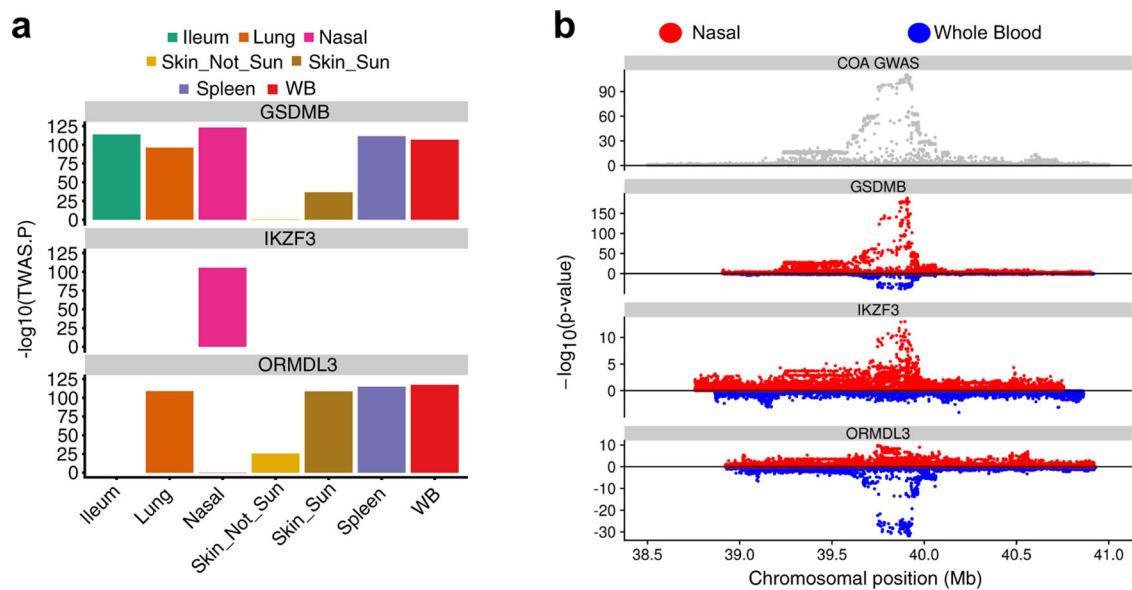 a
Ileum Lung Nasal
Skin_Not_Sun Skin_Sun
Spleen WB
-log10(TWAS.P)
GSDMB
125
100
75
50
25
0
IKZF3
125
100
75
50
25
0
ORMDL3
125
100
75
50
25
0
Ileum
Lung
Nasal
Skin_Not_Sun
Skin_Sun
Spleen
WB
b
Nasal Whole Blood
−log10(p-value)
COA GWAS
90
60
30
0
GSDMB
150
100
50
0
IKZF3
10
5
0
ORMDL3
10
0
-10
-20
-30
38.5 39.0 39.5 40.0 40.5 41.0
Chromosomal position (Mb)